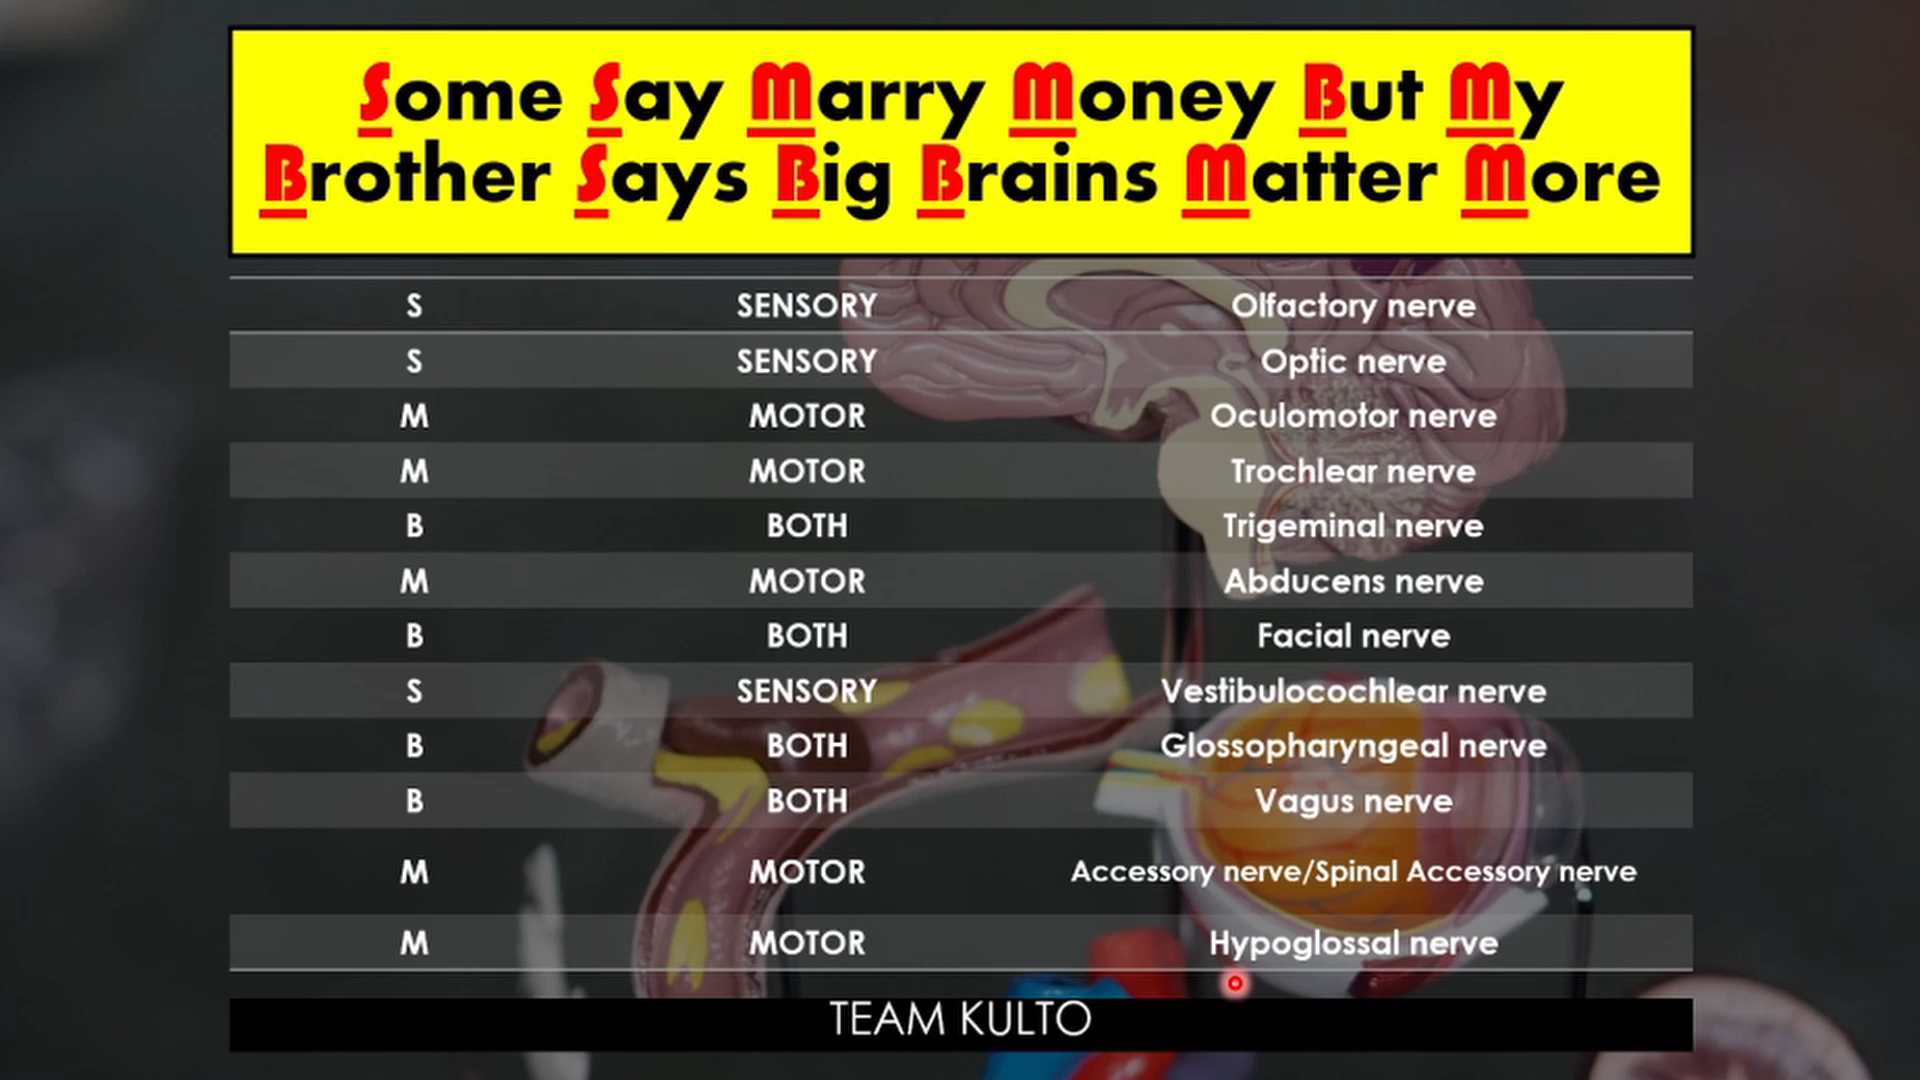 Some Say Marry Money But My
Brother Says Big Brains Matter More
S SENSORY Olfactory nerve
S SENSORY Optic nerve
M MOTOR Oculomotor nerve
M MOTOR Trochlear nerve
B BOTH Trigeminal nerve
M MOTOR Abducens nerve
B BOTH Facial nerve
S SENSORY Vestibulocochlear nerve
B BOTH Glossopharyngeal nerve
B BOTH Vagus nerve
M MOTOR Accessory nerve/Spinal Accessory nerve
M MOTOR Hypoglossal nerve
TEAM KULTO